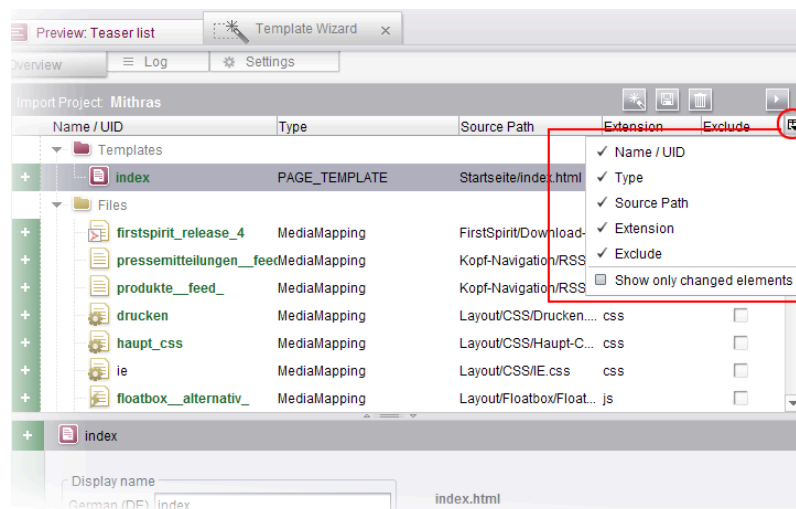 Preview: Teaser list
Template Wizard
Overview
Log
Settings
Import Project: Mithras
Name / UID Type Source Path Extension Exclude
Templates
index PAGE_TEMPLATE Startseite/index.html
Files
firstspirit_release_4 MediaMapping FirstSpirit/Download-
pressemitteilungen__feed MediaMapping Kopf-Navigation/RSS
produkte__feed_ MediaMapping Kopf-Navigation/RSS
drucken MediaMapping Layout/CSS/Drucken.... css
haupt_css MediaMapping Layout/CSS/Haupt-C... css
ie MediaMapping Layout/CSS/IE.css css
floatbox__alternativ_ MediaMapping Layout/Floatbox/Float... js
Name / UID
Type
Source Path
Extension
Exclude
Show only changed elements
index
Display name
German (DE) index
index.html